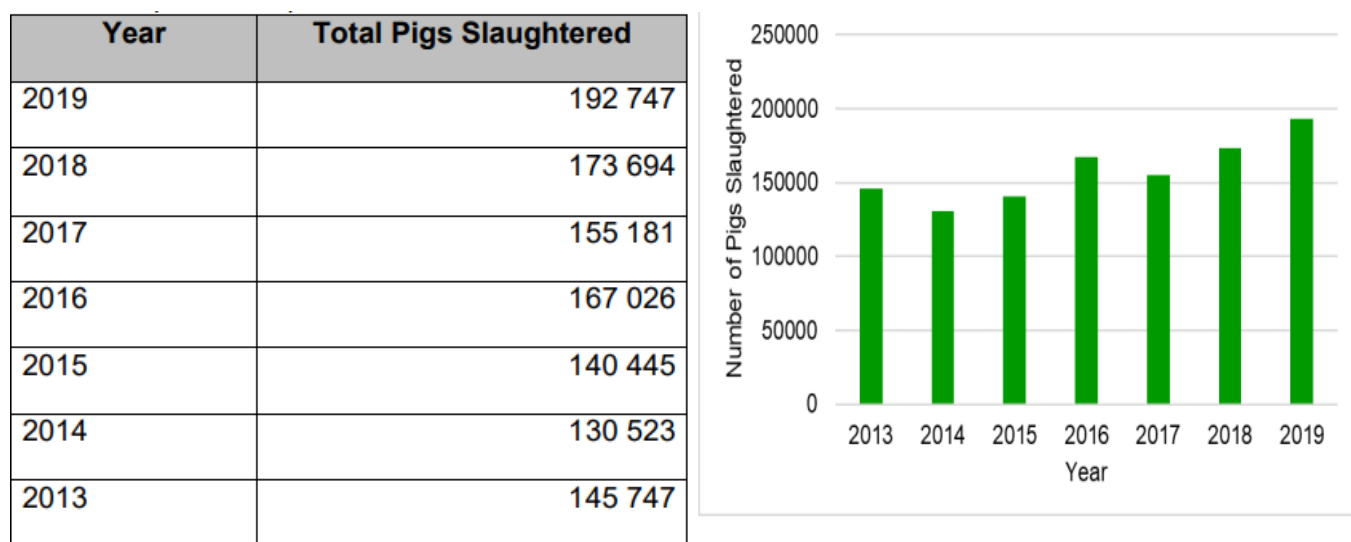 Year Total Pigs Slaughtered
2019 192 747
2018 173 694
2017 155 181
2016 167 026
2015 140 445
2014 130 523
2013 145 747
Number of Pigs Slaughtered
250000
200000
150000
100000
50000
0
2013 2014 2015 2016 2017 2018 2019
Year